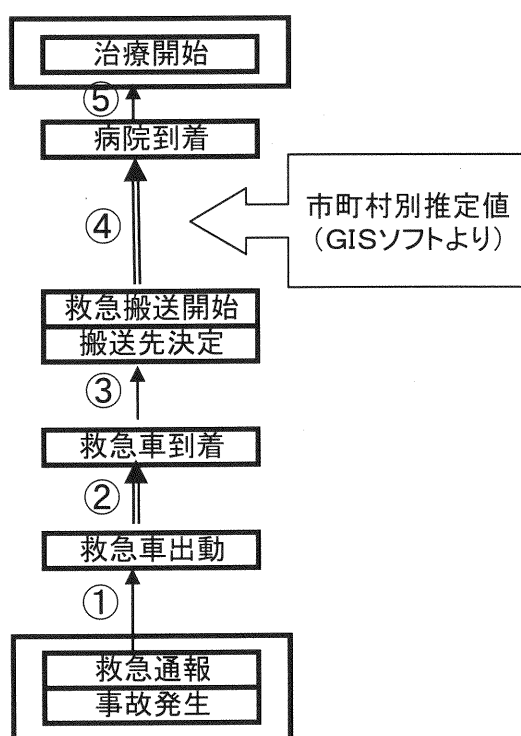 治療開始
⑤
病院到着
④
市町村別推定値
（GISソフトより）
救急搬送開始
搬送先決定
③
救急車到着
②
救急車出動
①
救急通報
事故発生